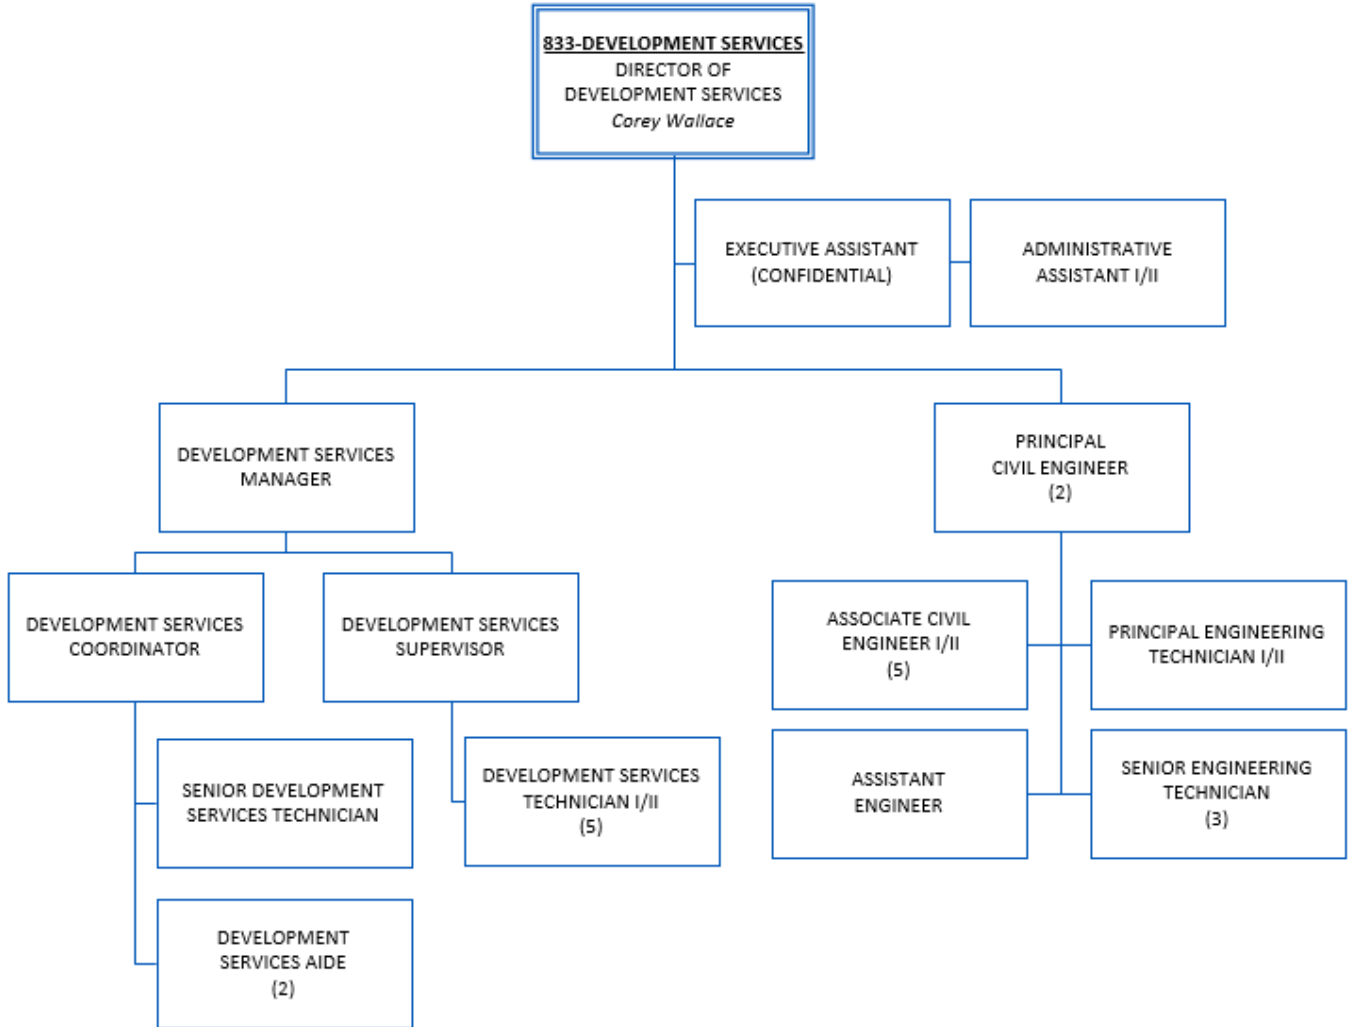 833-DEVELOPMENT SERVICES
DIRECTOR OF
DEVELOPMENT SERVICES
Corey Wallace
EXECUTIVE ASSISTANT
(CONFIDENTIAL)
ADMINISTRATIVE
ASSISTANT I/II
DEVELOPMENT SERVICES
MANAGER
PRINCIPAL
CIVIL ENGINEER
(2)
DEVELOPMENT SERVICES
COORDINATOR
DEVELOPMENT SERVICES
SUPERVISOR
ASSOCIATE CIVIL
ENGINEER I/II
(5)
PRINCIPAL ENGINEERING
TECHNICIAN I/II
SENIOR DEVELOPMENT
SERVICES TECHNICIAN
DEVELOPMENT SERVICES
TECHNICIAN I/II
(5)
ASSISTANT
ENGINEER
SENIOR ENGINEERING
TECHNICIAN
(3)
DEVELOPMENT
SERVICES AIDE
(2)